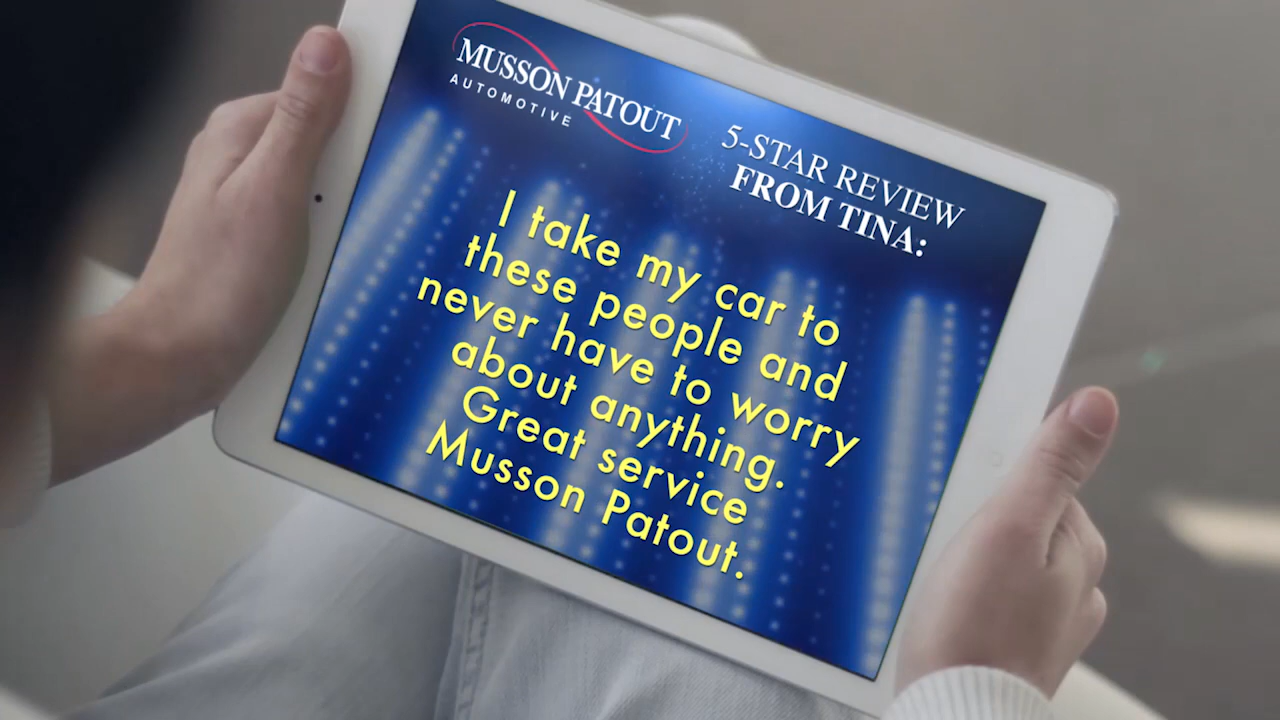 MUSSON PATOUT
AUTOMOTIVE
5-STAR REVIEW
FROM TINA:
I take my car to
these people and
never have to worry
about anything.
Great service
Musson Patout.